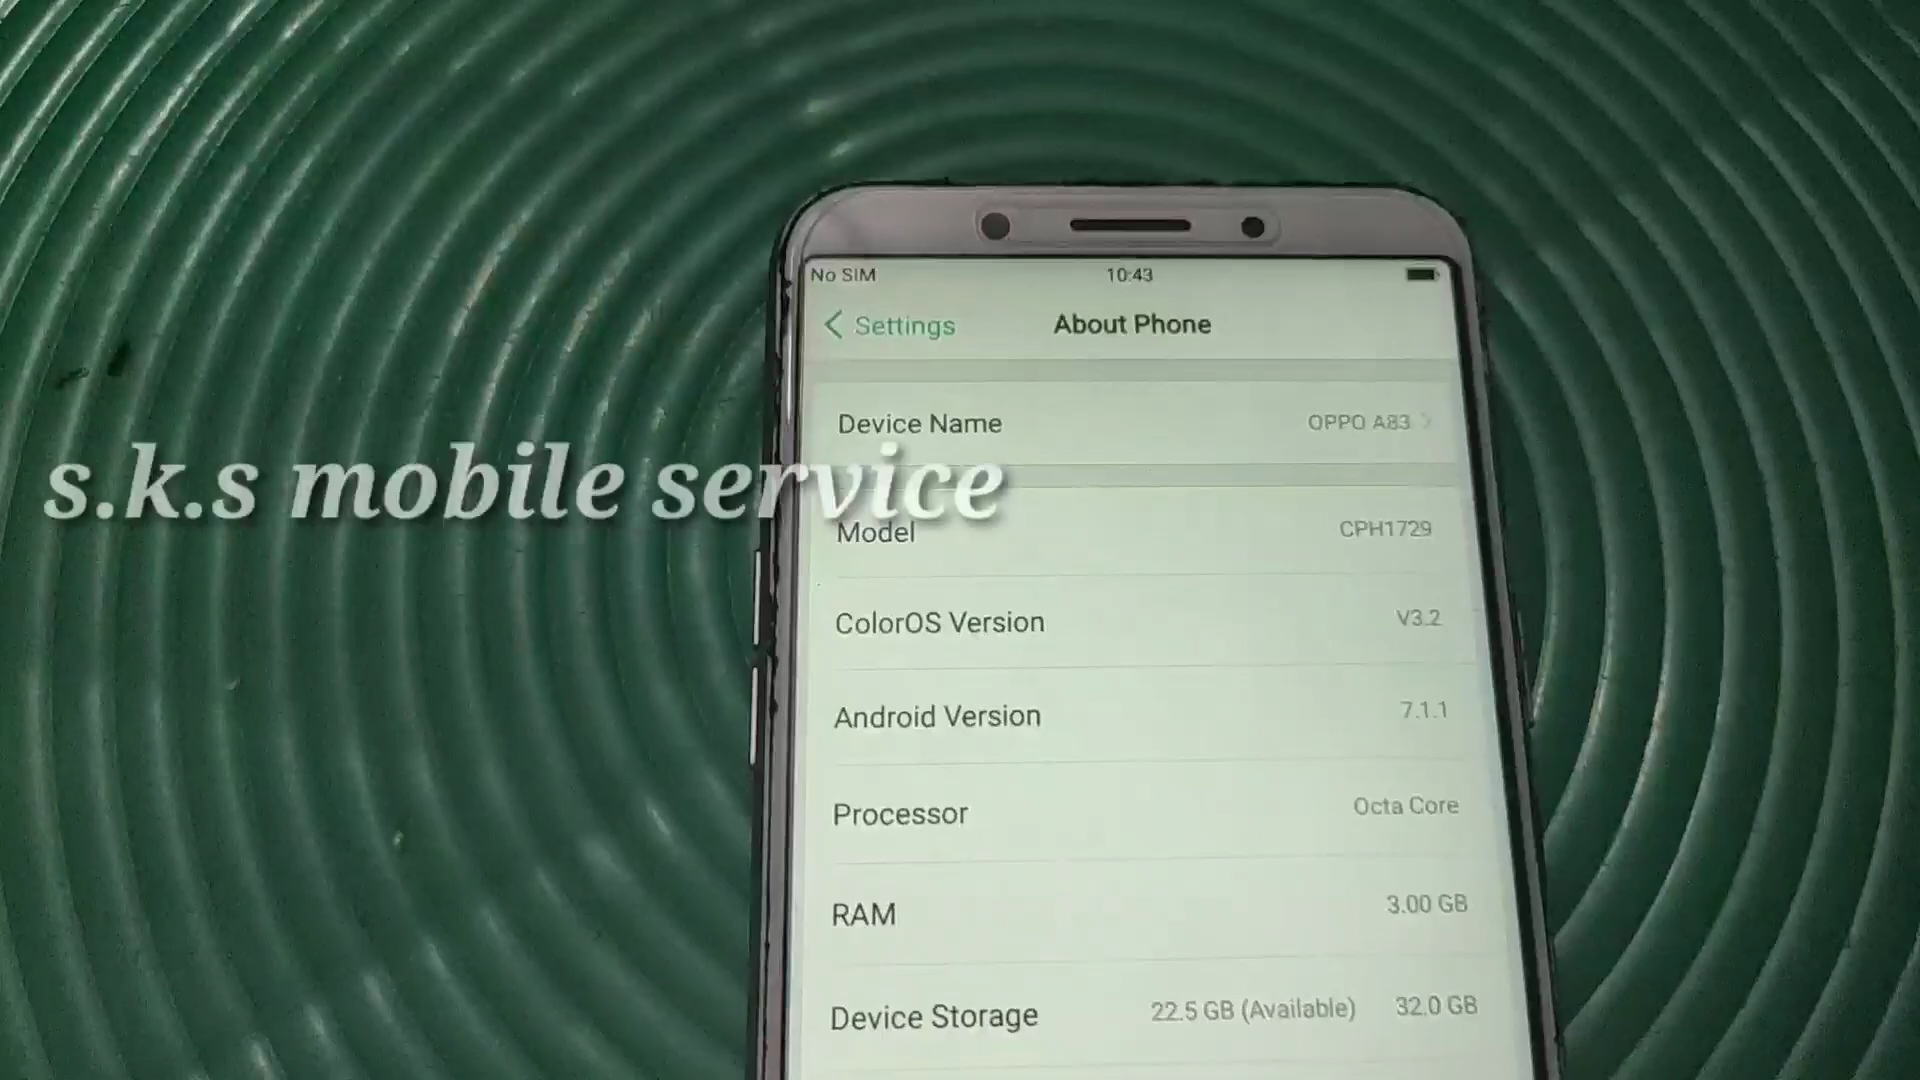 No SIM 10:43
Settings About Phone
Device Name OPPO A83
s.k.s mobile service
Model CPH1729
ColorOS Version V3.2
Android Version 7.1.1
Processor Octa Core
RAM 3.00 GB
Device Storage 22.5 GB (Available) 32.0 GB